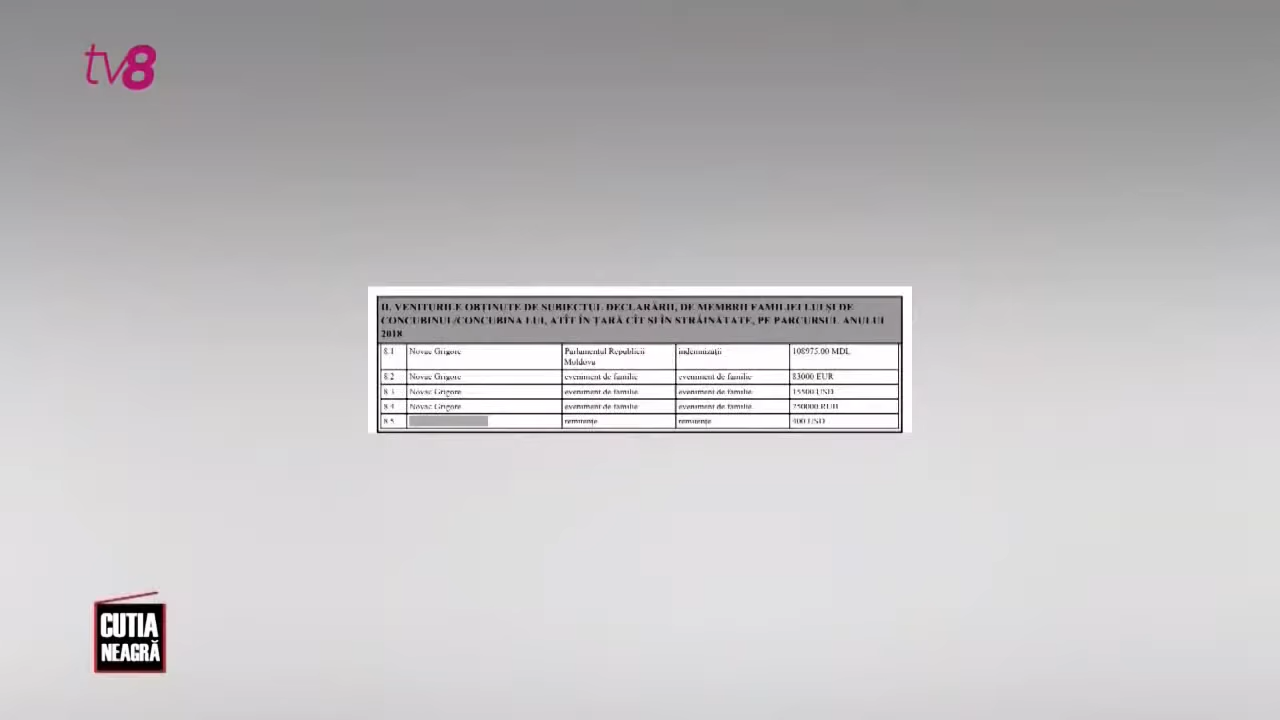 tv8
II. VENITURILE OBȚINUTE DE SUBIECTUL DECLARĂRII, DE MEMBRII FAMILIEI LUI ȘI DE
CONCUBINUL/CONCUBINA LUI, ATÎT ÎN ȚARĂ CÎT ȘI ÎN STRĂINĂTATE, PE PARCURSUL ANULUI
2018
8.1 Novac Grigore Parlamentul Republicii indemnizații 108975.00 MDL
Moldova
8.2 Novac Grigore eveniment de familie eveniment de familie 83000 EUR
8.3 Novac Grigore eveniment de familie eveniment de familie 15500 USD
8.4 Novac Grigore eveniment de familie eveniment de familie 250000 RUB
8.5 remitențe remitențe 400 USD
CUTIA
NEAGRĂ